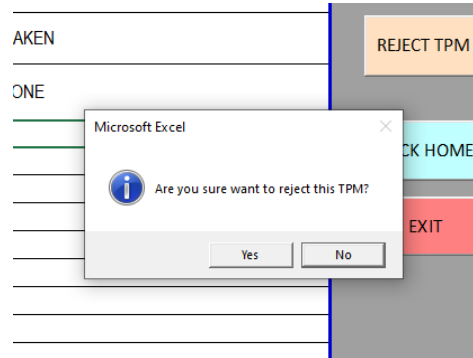 AKEN
REJECT TPM
ONE
Microsoft Excel
CK HOME
Are you sure want to reject this TPM?
EXIT
Yes
No